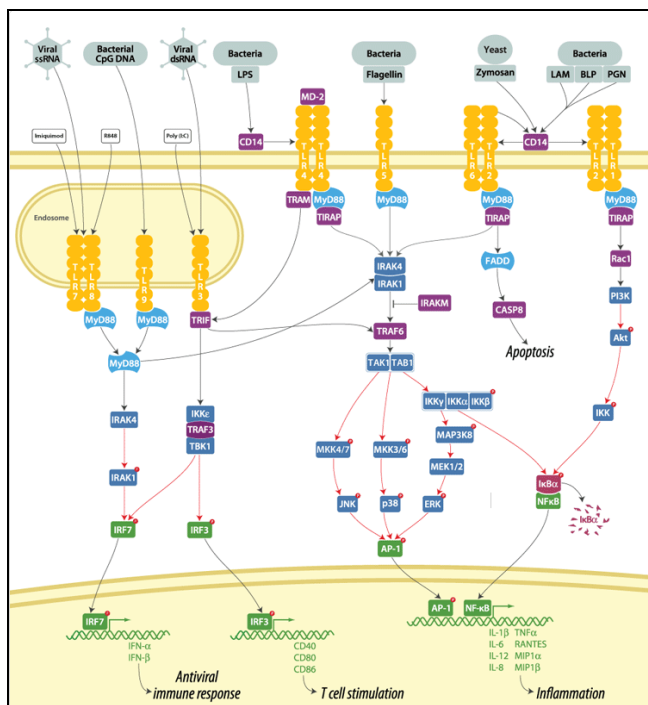 Viral
ssRNA
Bacterial
CpG DNA
Viral
dsRNA
Bacteria
LPS
Bacteria
Flagellin
Yeast
Zymosan
Bacteria
LAM BLP PGN
MD-2
Imiquimod
R848
Poly (I:C)
CD14
CD14
TLR4
TLR4
TLR5
TLR6
TLR2
TLR2
TLR1
Endosome
TRAM
MyD88
TIRAP
MyD88
MyD88
TIRAP
MyD88
TIRAP
TLR7
TLR8
TLR9
TLR3
IRAK4
IRAK1
FADD
Rac1
MyD88
MyD88
TRIF
IRAKM
CASP8
PI3K
TRAF6
Akt
MyD88
Apoptosis
TAK1 TAB1
IRAK4
IKKε
TRAF3
TBK1
IKKγ IKKα IKKβ
IKK
MKK4/7
MKK3/6
MAP3K8
MEK1/2
IRAK1
JNK
p38
ERK
IκBα
NFκB
IκBα
IRF7
IRF3
AP-1
IRF7
IRF3
AP-1
NF-κB
IFN-α
IFN-β
CD40
CD80
CD86
IL-1β TNFα
IL-6 RANTES
IL-12 MIP1α
IL-8 MIP1β
Antiviral
immune response
T cell stimulation
Inflammation